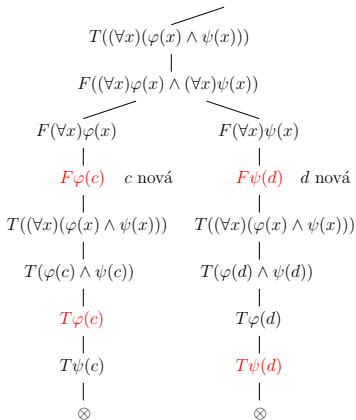 T((∀x)(φ(x) ∧ ψ(x)))
F((∀x)φ(x) ∧ (∀x)ψ(x))
F(∀x)φ(x) F(∀x)ψ(x)
Fφ(c) c nová Fψ(d) d nová
T((∀x)(φ(x) ∧ ψ(x))) T((∀x)(φ(x) ∧ ψ(x)))
T(φ(c) ∧ ψ(c)) T(φ(d) ∧ ψ(d))
Tφ(c) Tφ(d)
Tψ(c) Tψ(d)
⊗ ⊗